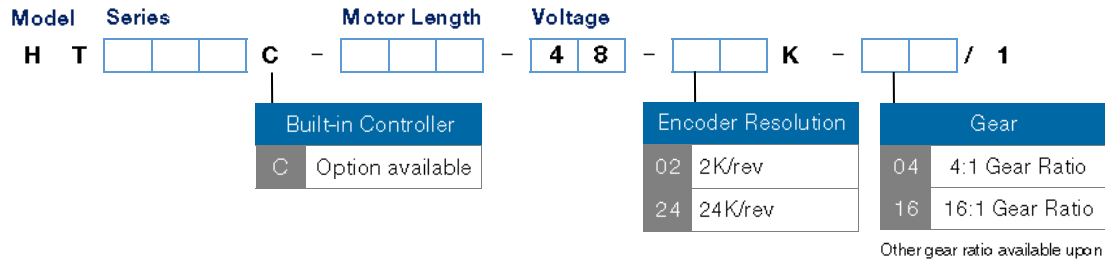 Model Series Motor Length Voltage
H T C - - 4 8 - K - / 1
Built-in Controller
C Option available
Encoder Resolution
02 2K/rev
24 24K/rev
Gear
04 4:1 Gear Ratio
16 16:1 Gear Ratio
Other gear ratio available upon